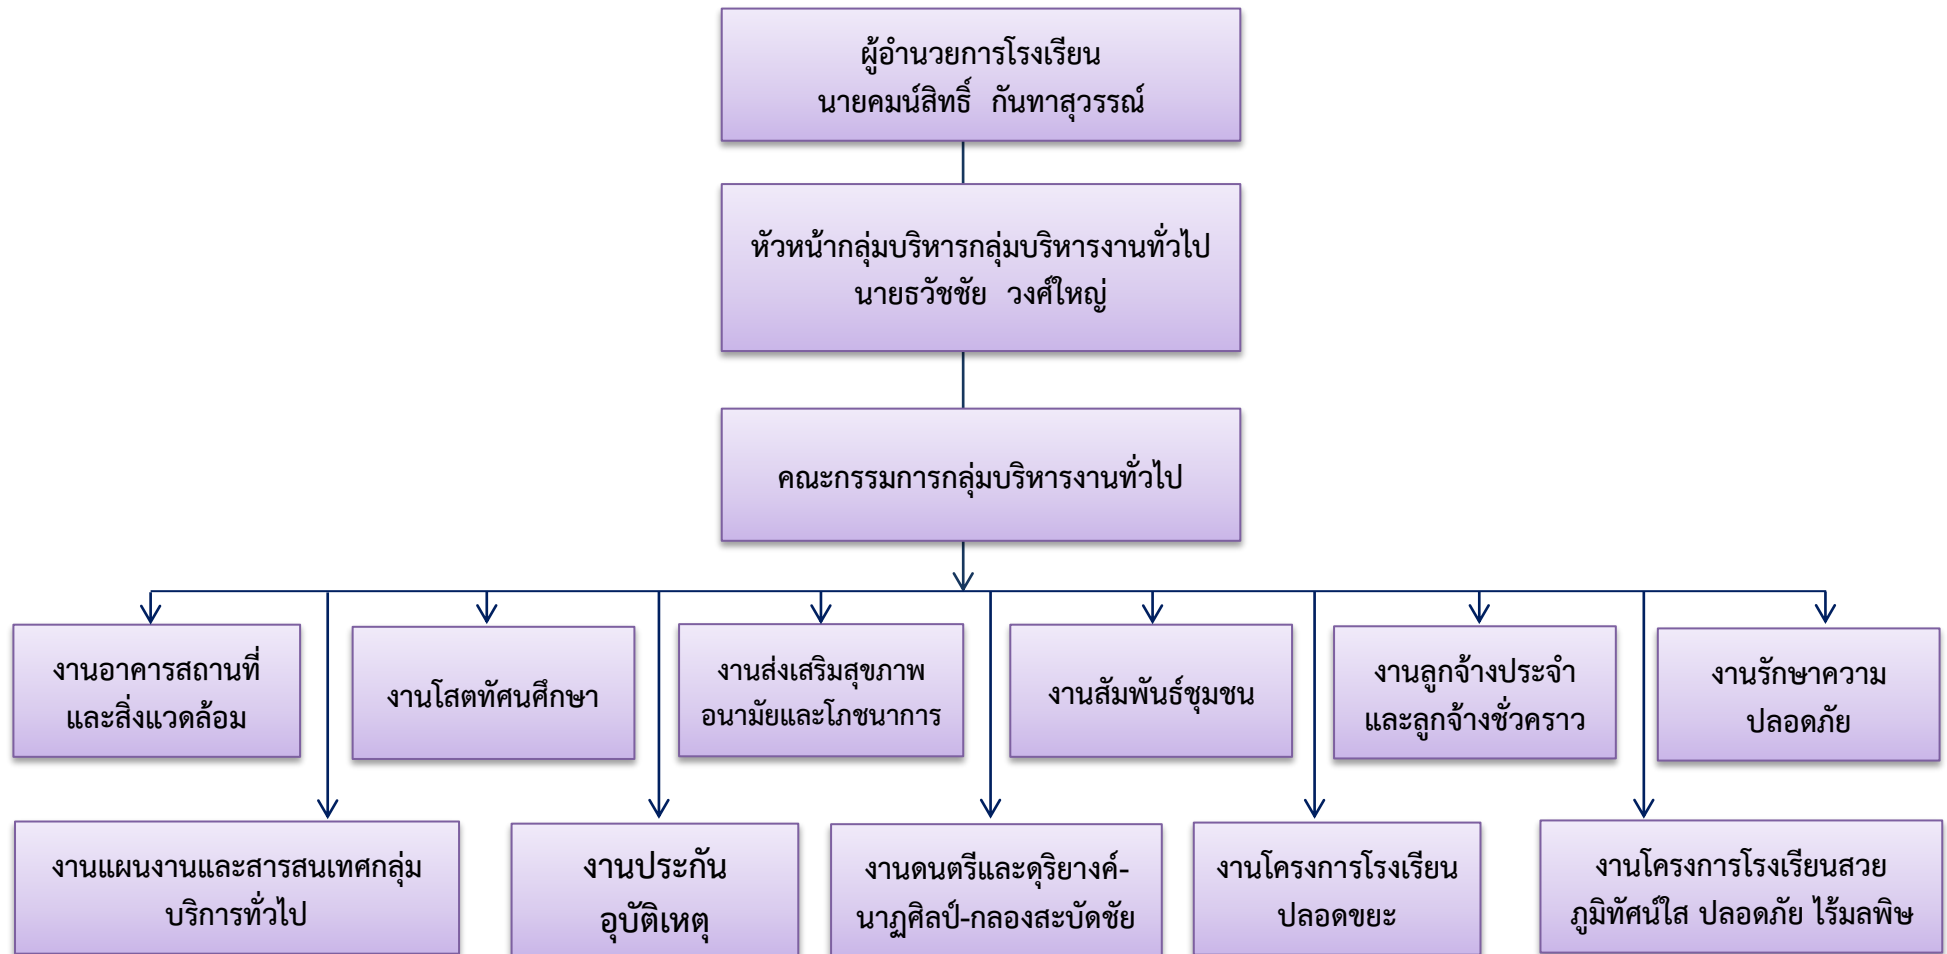 ผู้อำนวยการโรงเรียน
นายคมน์สิทธิ์ กันทาสุวรรณ์
หัวหน้ากลุ่มบริหารกลุ่มบริหารงานทั่วไป
นายธวัชชัย วงศ์ใหญ่
คณะกรรมการกลุ่มบริหารงานทั่วไป
งานอาคารสถานที่
และสิ่งแวดล้อม
งานโสตทัศนศึกษา
งานส่งเสริมสุขภาพ
อนามัยและโภชนาการ
งานสัมพันธ์ชุมชน
งานลูกจ้างประจำ
และลูกจ้างชั่วคราว
งานรักษาความ
ปลอดภัย
งานแผนงานและสารสนเทศกลุ่ม
บริการทั่วไป
งานประกัน
อุบัติเหตุ
งานดนตรีและดุริยางค์-
นาฏศิลป์-กลองสะบัดชัย
งานโครงการโรงเรียน
ปลอดขยะ
งานโครงการโรงเรียนสวย
ภูมิทัศน์ใส ปลอดภัย ไร้มลพิษ